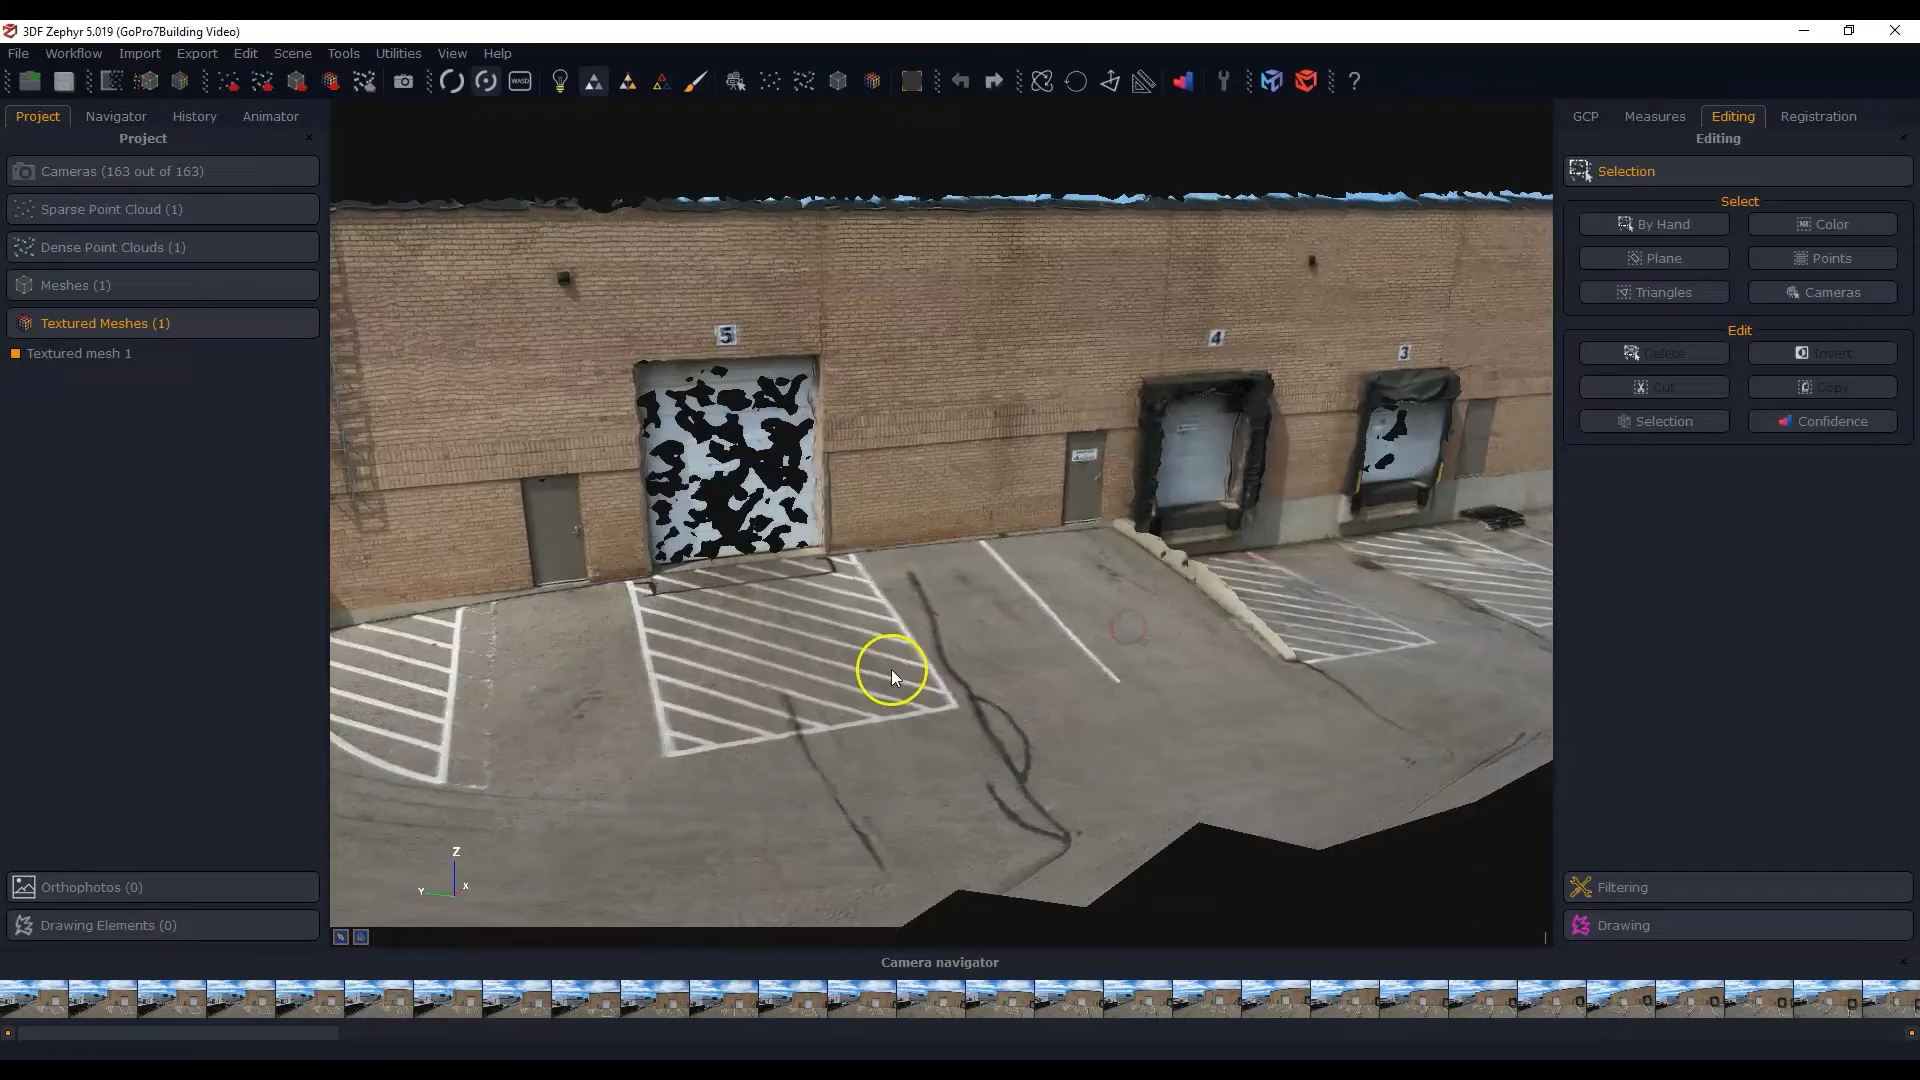 3DF Zephyr 5.019 (GoPro7Building Video)
File Workflow Import Export Edit Scene Tools Utilities View Help
WASD
?
Project Navigator History Animator
Project
Cameras (163 out of 163)
Sparse Point Cloud (1)
Dense Point Clouds (1)
Meshes (1)
Textured Meshes (1)
Textured mesh 1
Orthophotos (0)
Drawing Elements (0)
5
4
3
Z
Y
X
GCP Measures Editing Registration
Editing
Selection
Select
By Hand Color
Plane Points
Triangles Cameras
Edit
Delete Invert
Cut Copy
Selection Confidence
Filtering
Drawing
Camera navigator